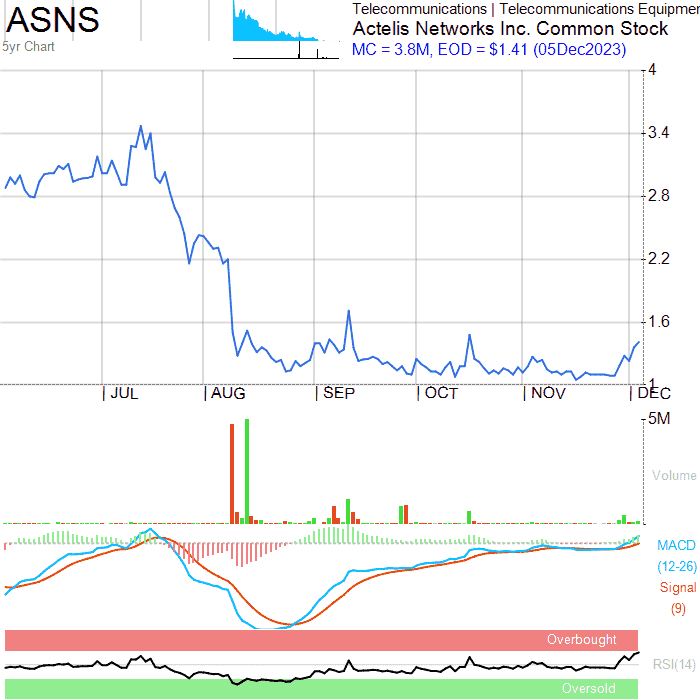 ASNS
5yr Chart
Telecommunications | Telecommunications Equipmen
Actelis Networks Inc. Common Stock
MC = 3.8M, EOD = $1.41 (05Dec2023)
4
3.4
2.8
2.2
1.6
1
| JUL | AUG | SEP | OCT | NOV | DEC
5M
Volume
MACD
(12-26)
Signal
(9)
Overbought
RSI(14)
Oversold